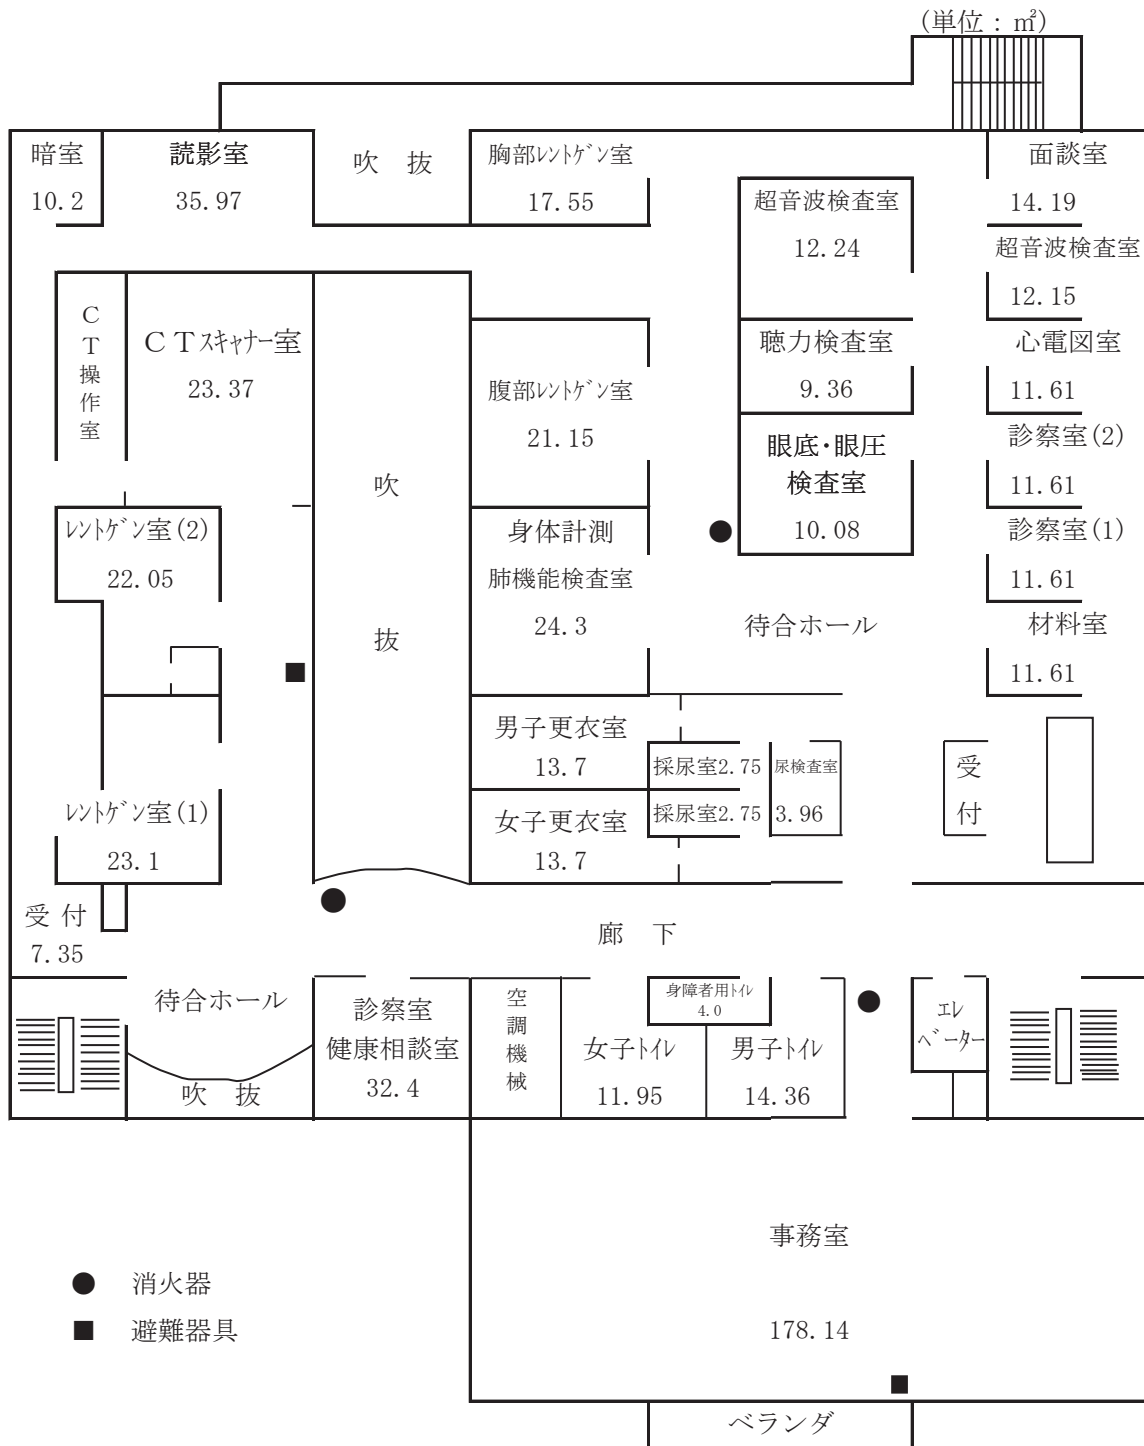 (単位：㎡)
暗室
10.2
読影室
35.97
吹 抜
胸部ﾚﾝﾄｹﾞﾝ室
17.55
超音波検査室
12.24
面談室
14.19
超音波検査室
12.15
CT操作室
CTｽｷｬﾅｰ室
23.37
吹抜
腹部ﾚﾝﾄｹﾞﾝ室
21.15
聴力検査室
9.36
心電図室
11.61
眼底・眼圧
検査室
10.08
診察室(2)
11.61
診察室(1)
11.61
ﾚﾝﾄｹﾞﾝ室(2)
22.05
身体計測
肺機能検査室
24.3
待合ホール
材料室
11.61
男子更衣室
13.7
採尿室2.75
尿検査室
3.96
受付
ﾚﾝﾄｹﾞﾝ室(1)
23.1
女子更衣室
13.7
採尿室2.75
受付
7.35
廊 下
待合ホール
吹 抜
診察室
健康相談室
32.4
空調機械
身障者用ﾄｲﾚ
4.0
女子ﾄｲﾚ
11.95
男子ﾄｲﾚ
14.36
ｴﾚ
ﾍﾞｰﾀｰ
事務室
178.14
● 消火器
■ 避難器具
ベランダ